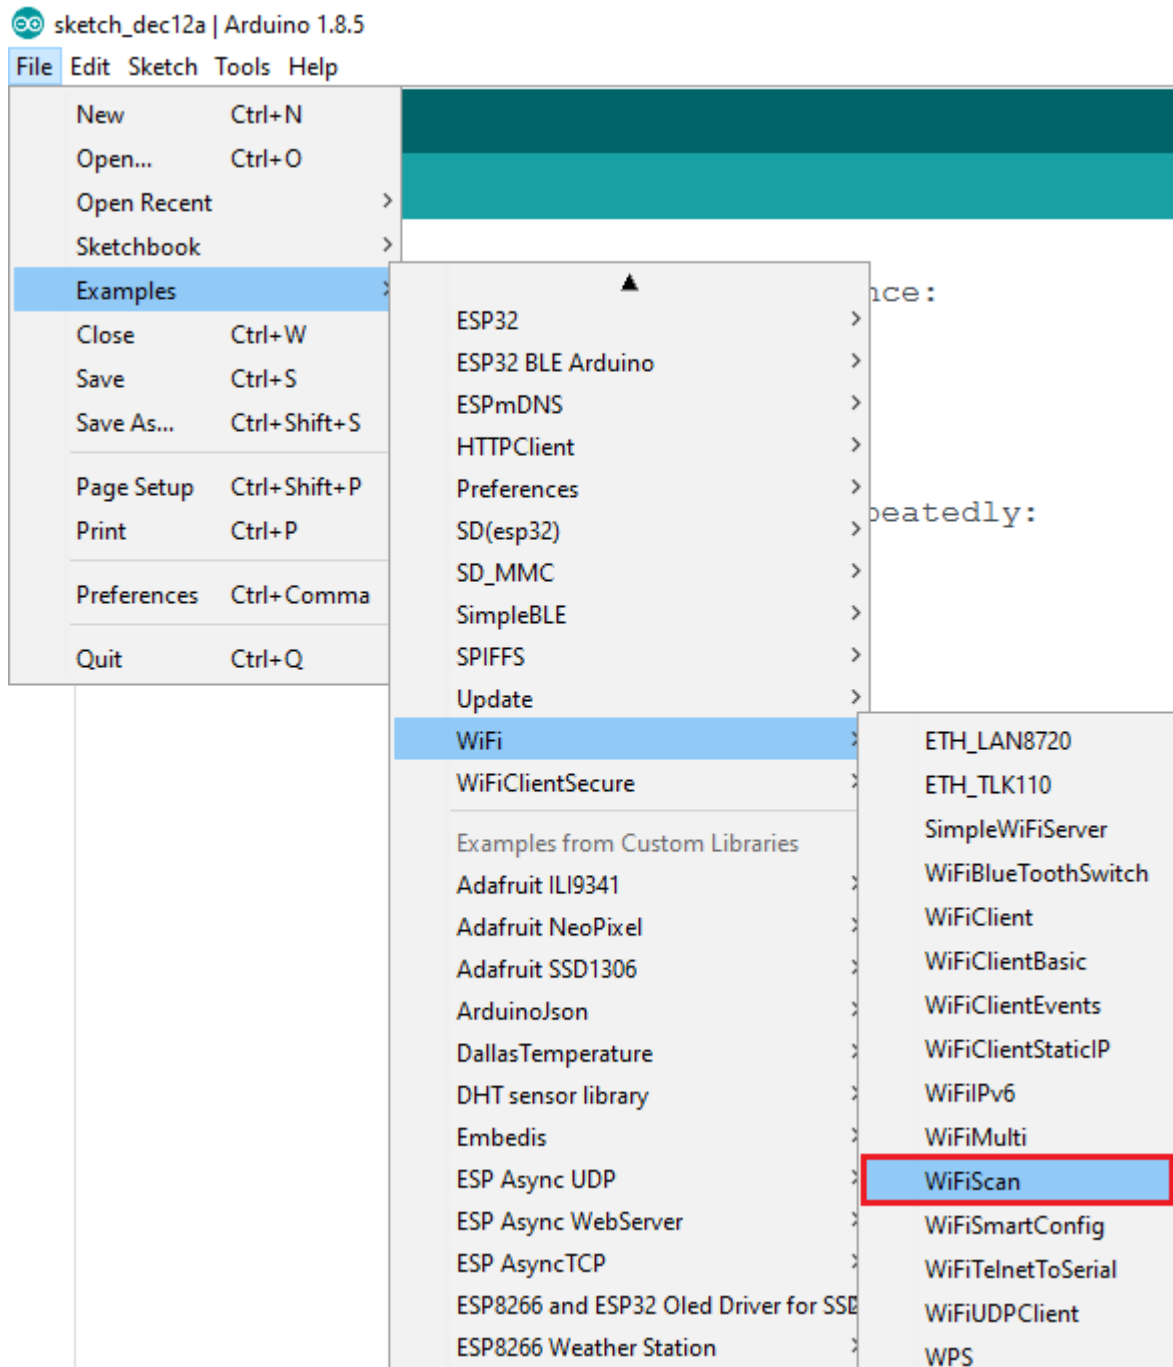 sketch_dec12a | Arduino 1.8.5
File Edit Sketch Tools Help
New Ctrl+N
Open... Ctrl+O
Open Recent
Sketchbook
Examples
Close Ctrl+W
Save Ctrl+S
Save As... Ctrl+Shift+S
Page Setup Ctrl+Shift+P
Print Ctrl+P
Preferences Ctrl+Comma
Quit Ctrl+Q
nce:
peatedly:
ESP32
ESP32 BLE Arduino
ESPmDNS
HTTPClient
Preferences
SD(esp32)
SD_MMC
SimpleBLE
SPIFFS
Update
WiFi
WiFiClientSecure
Examples from Custom Libraries
Adafruit ILI9341
Adafruit NeoPixel
Adafruit SSD1306
ArduinoJson
DallasTemperature
DHT sensor library
Embedis
ESP Async UDP
ESP Async WebServer
ESP AsyncTCP
ESP8266 and ESP32 Oled Driver for SSD
ESP8266 Weather Station
ETH_LAN8720
ETH_TLK110
SimpleWiFiServer
WiFiBlueToothSwitch
WiFiClient
WiFiClientBasic
WiFiClientEvents
WiFiClientStaticIP
WiFiIPv6
WiFiMulti
WiFiScan
WiFiSmartConfig
WiFiTelnetToSerial
WiFiUDPClient
WPS